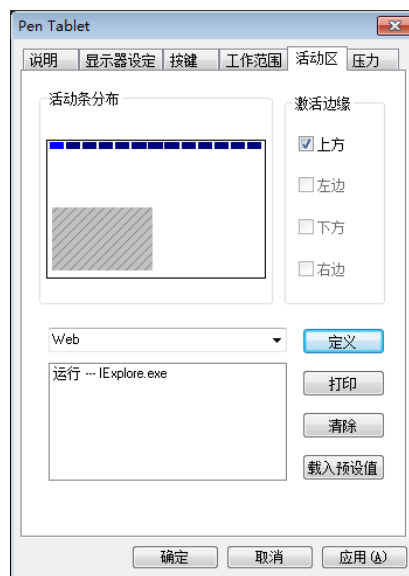 Pen Tablet
说明 显示器设定 按键 工作范围 活动区 压力
活动条分布
激活边缘
上方
左边
下方
右边
Web
定义
运行 --- IExplore.exe
打印
清除
载入预设值
确定 取消 应用(A)